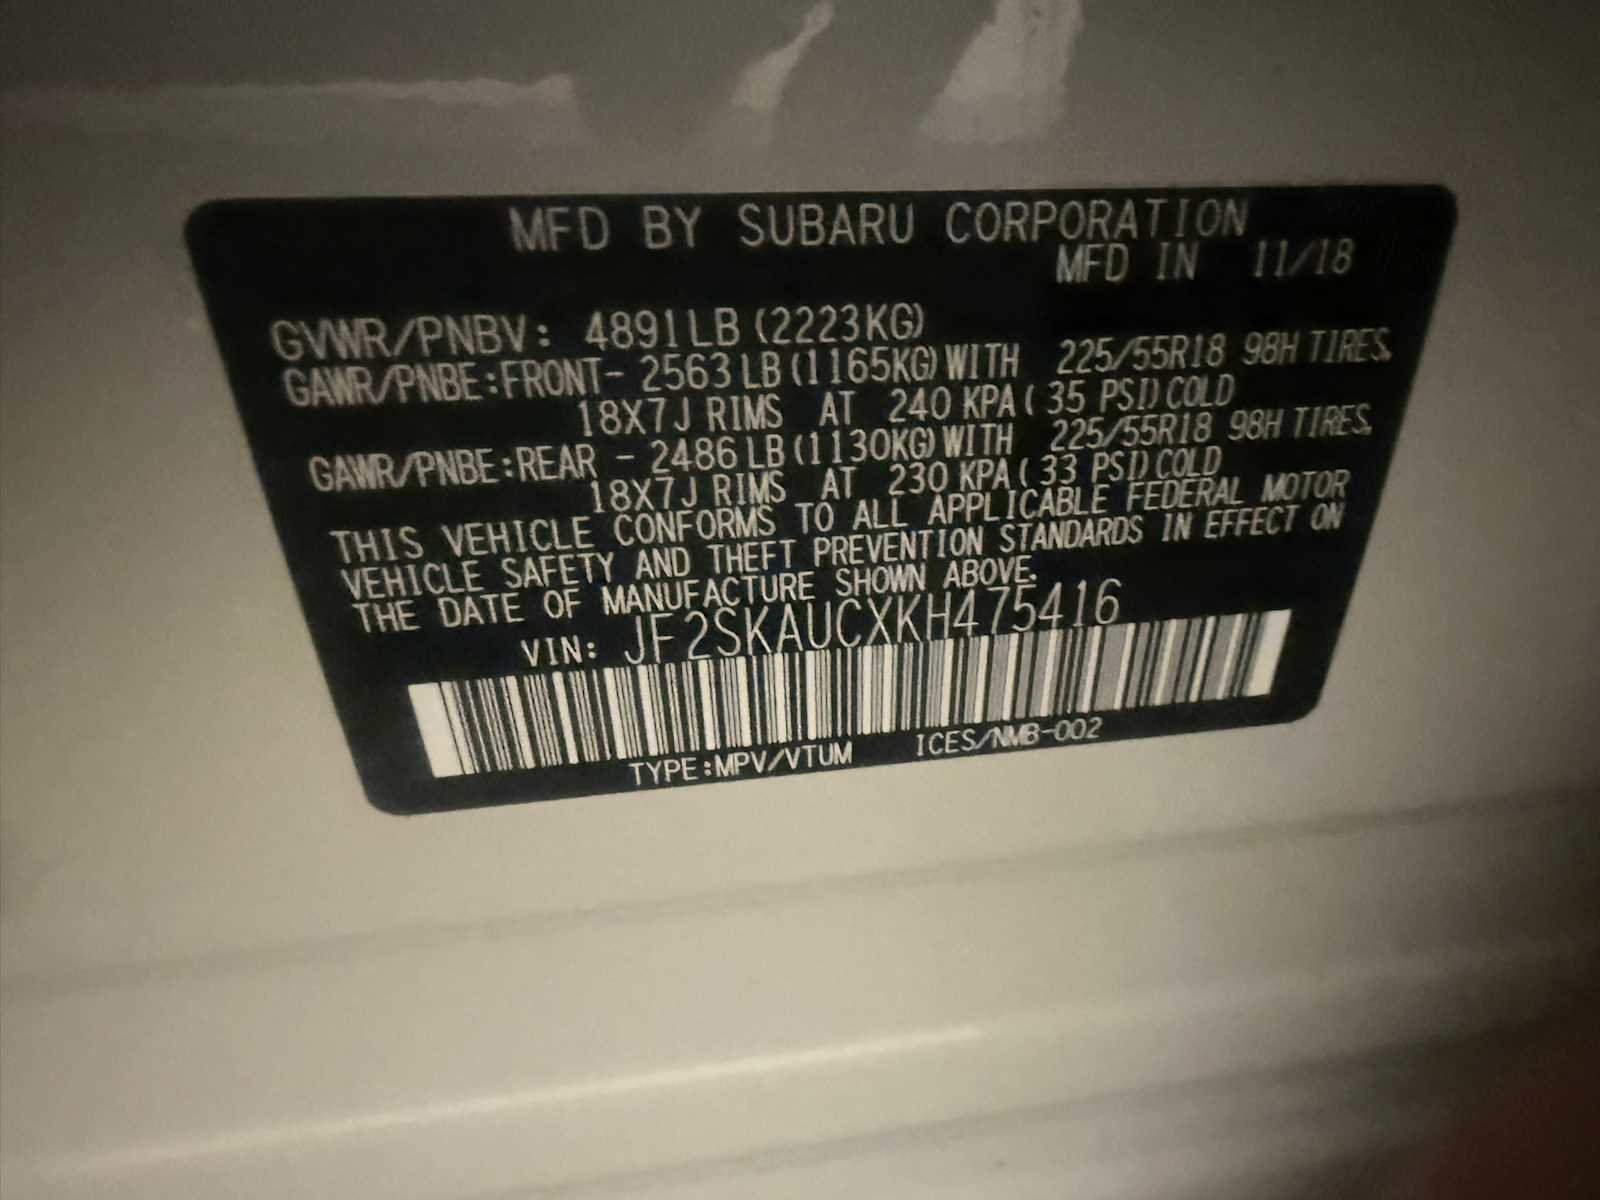 MFD BY SUBARU CORPORATION
MFD IN 11/18
GVWR/PNBV: 4891LB (2223KG)
GAWR/PNBE:FRONT- 2563 LB (1165KG) WITH 225/55R18 98H TIRES,
18X7J RIMS AT 240 KPA ( 35 PSI) COLD
GAWR/PNBE:REAR - 2486 LB (1130KG) WITH 225/55R18 98H TIRES,
18X7J RIMS AT 230 KPA ( 33 PSI) COLD
THIS VEHICLE CONFORMS TO ALL APPLICABLE FEDERAL MOTOR
VEHICLE SAFETY AND THEFT PREVENTION STANDARDS IN EFFECT ON
THE DATE OF MANUFACTURE SHOWN ABOVE.
VIN: JF2SKAUCXKH475416
TYPE:MPV/VTUM ICES/NMB-002